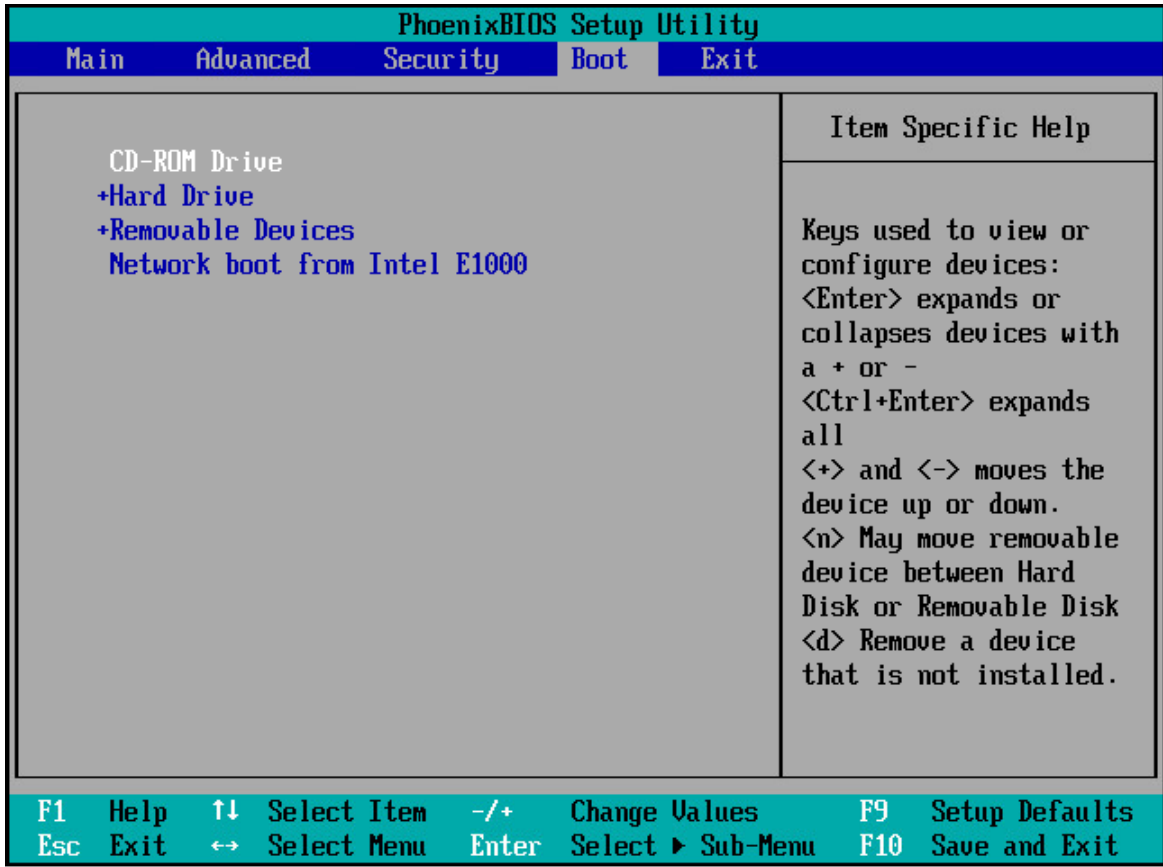 PhoenixBIOS Setup Utility
Main Advanced Security Boot Exit
CD-ROM Drive
+Hard Drive
+Removable Devices
Network boot from Intel E1000
Item Specific Help
Keys used to view or
configure devices:
<Enter> expands or
collapses devices with
a + or -
<Ctrl+Enter> expands
all
<+> and <-> moves the
device up or down.
<n> May move removable
device between Hard
Disk or Removable Disk
<d> Remove a device
that is not installed.
F1 Help ↑↓ Select Item -/+ Change Values F9 Setup Defaults
Esc Exit ↔ Select Menu Enter Select ▶ Sub-Menu F10 Save and Exit